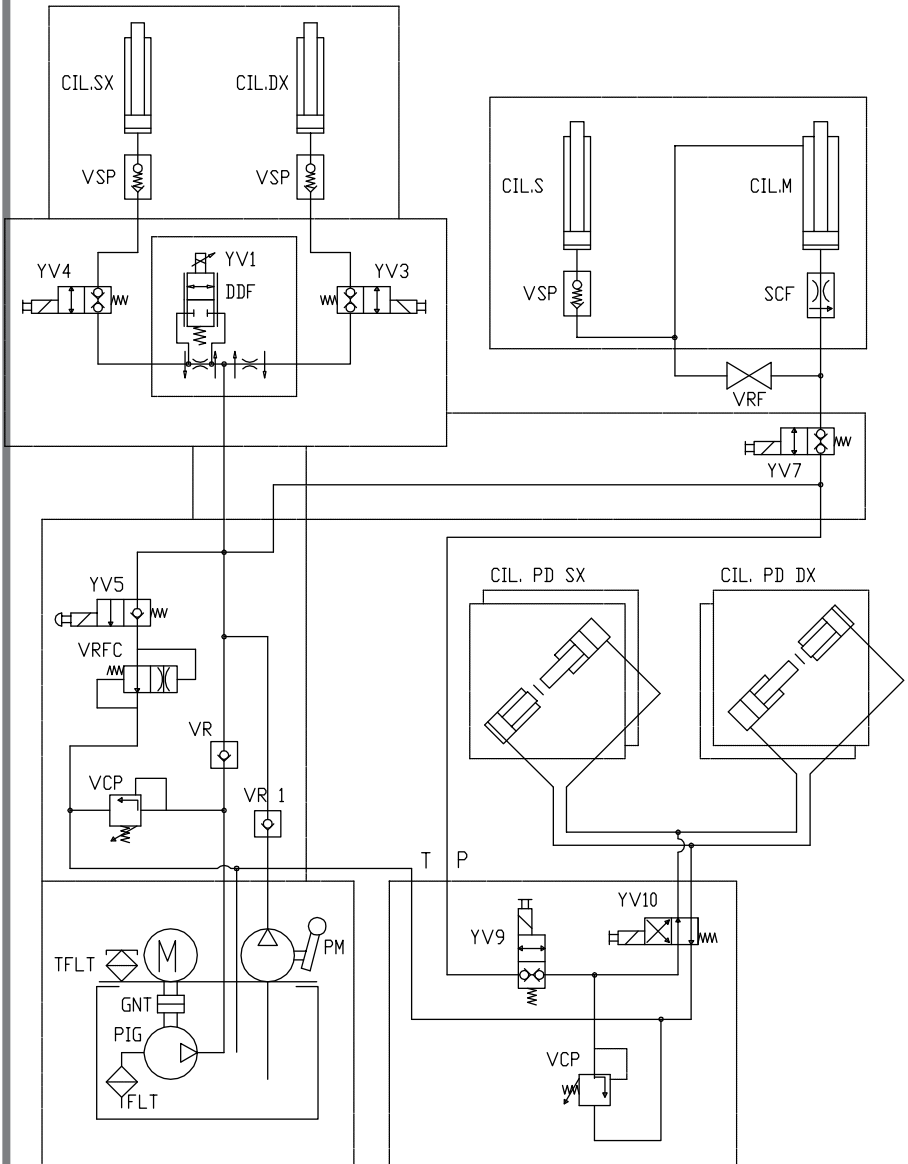 CIL.SX
CIL.DX
VSP
VSP
CIL.S
CIL.M
YV4
YV1
YV3
DDF
VSP
SCF
VRF
YV7
YV5
CIL. PD SX
CIL. PD DX
VRFC
VR
VCP
VR 1
T P
YV10
YV9
M
PM
TFLT
GNT
PIG
VCP
TFLT